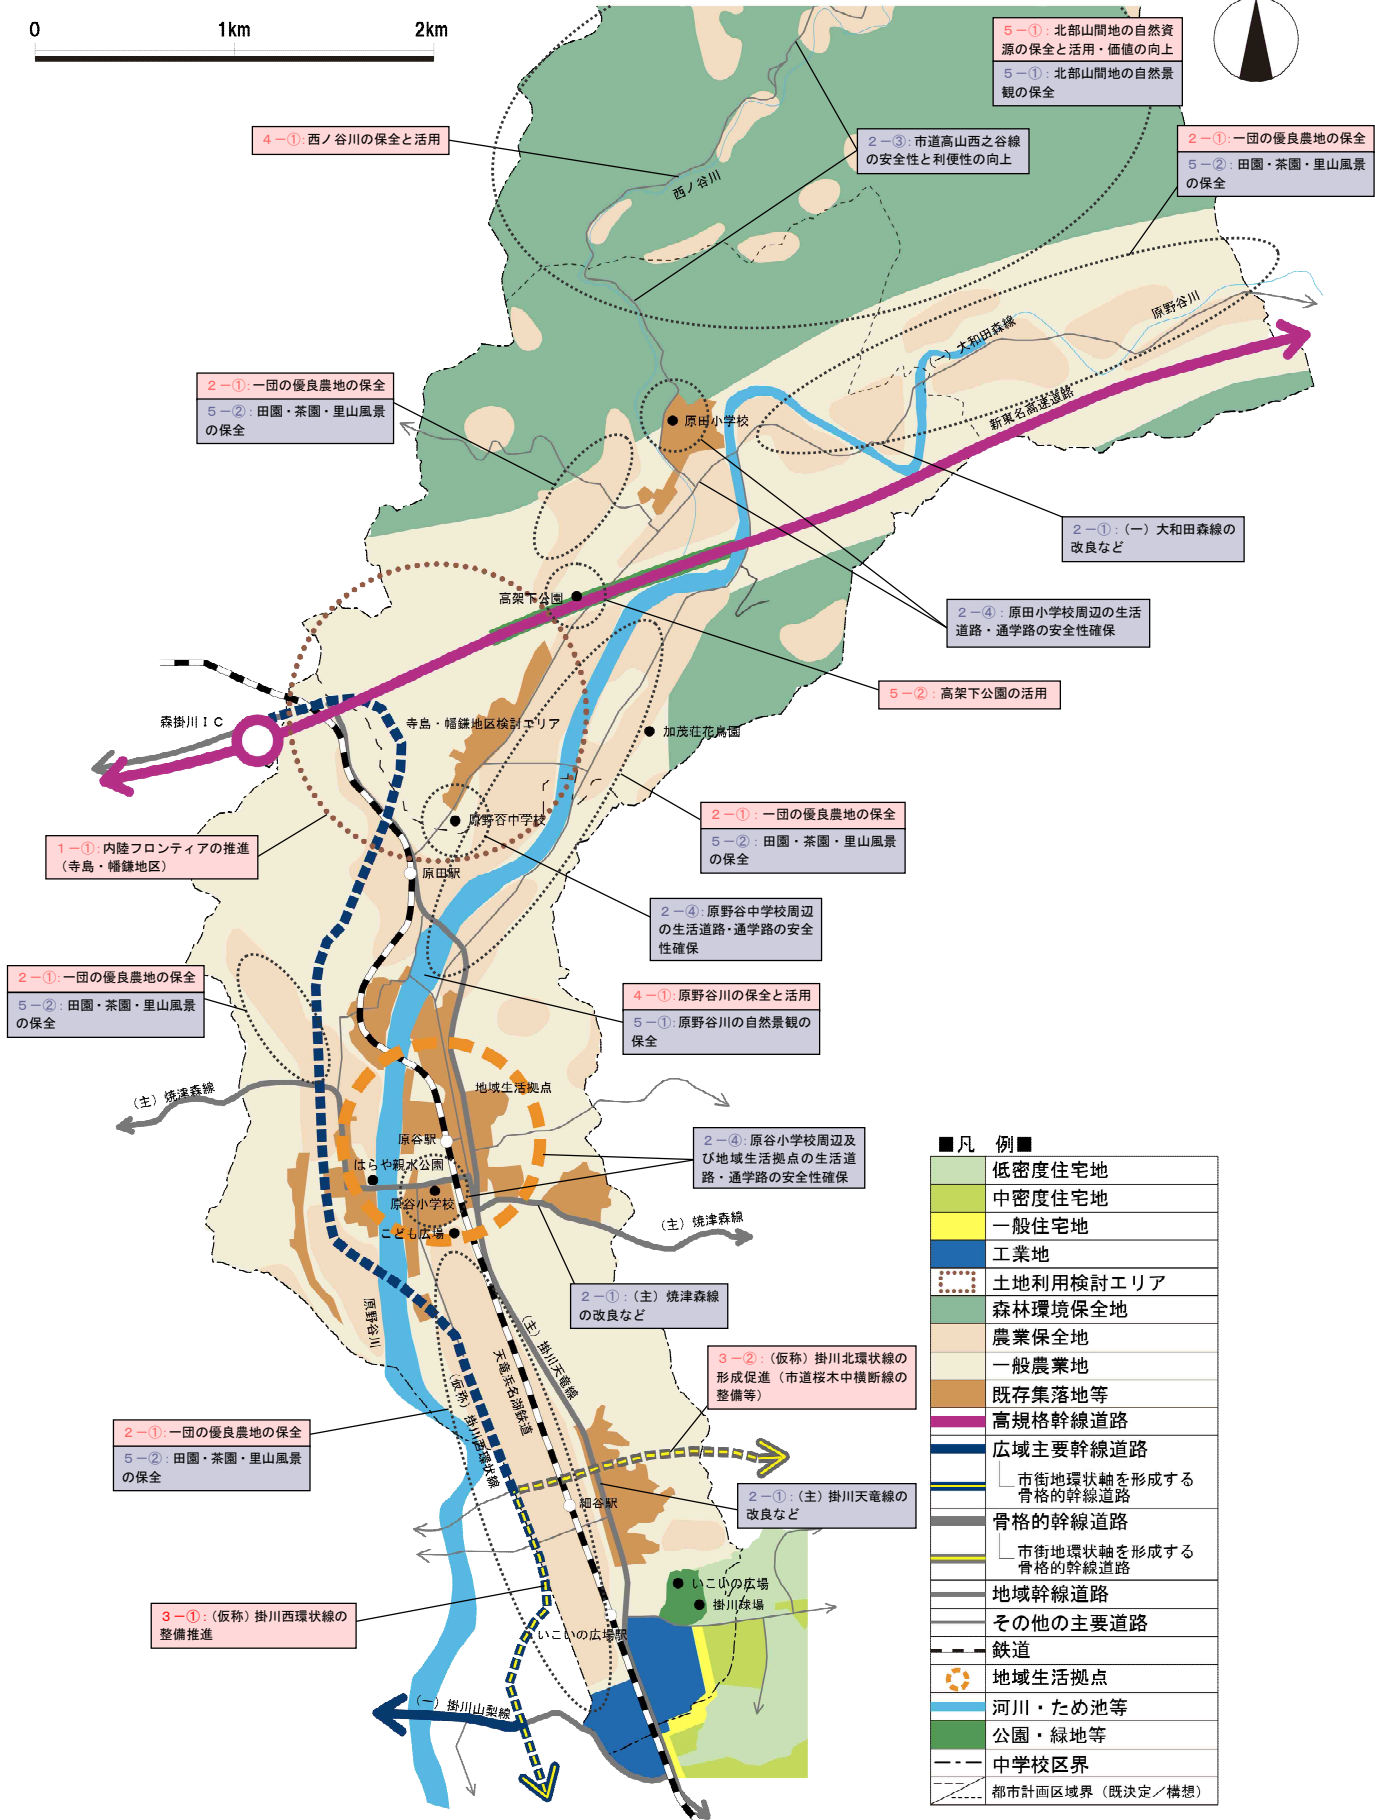 0
1km
2km
5－①：北部山間地の自然資
源の保全と活用・価値の向上
5－①：北部山間地の自然景
観の保全
4－①：西ノ谷川の保全と活用
2－③：市道高山西之谷線
の安全性と利便性の向上
2－①：一団の優良農地の保全
5－②：田園・茶園・里山風景
の保全
西ノ谷川
原野谷川
（一）大和田森線
新東名高速道路
2－①：一団の優良農地の保全
5－②：田園・茶園・里山風景
の保全
原田小学校
2－①：（一）大和田森線の
改良など
高架下公園
2－④：原田小学校周辺の生活
道路・通学路の安全性確保
5－②：高架下公園の活用
森掛川ＩＣ
寺島・幡鎌地区検討エリア
加茂荘花鳥園
原野谷中学校
2－①：一団の優良農地の保全
5－②：田園・茶園・里山風景
の保全
1－①：内陸フロンティアの推進
（寺島・幡鎌地区）
原田駅
2－④：原野谷中学校周辺
の生活道路・通学路の安全
性確保
2－①：一団の優良農地の保全
5－②：田園・茶園・里山風景
の保全
4－①：原野谷川の保全と活用
5－①：原野谷川の自然景観の
保全
（主）焼津森線
地域生活拠点
原谷駅
はらや親水公園
原谷小学校
こども広場
2－④：原谷小学校周辺及
び地域生活拠点の生活道
路・通学路の安全性確保
（主）焼津森線
2－①：（主）焼津森線
の改良など
原野谷川
（主）掛川天竜線
天竜浜名湖鉄道
（仮称）掛川西環状線
3－②：（仮称）掛川北環状線の
形成促進（市道桜木中横断線の
整備等）
2－①：一団の優良農地の保全
5－②：田園・茶園・里山風景
の保全
細谷駅
2－①：（主）掛川天竜線の
改良など
いこいの広場
掛川球場
3－①：（仮称）掛川西環状線の
整備推進
いこいの広場駅
（一）掛川山梨線
■凡　例■
低密度住宅地
中密度住宅地
一般住宅地
工業地
土地利用検討エリア
森林環境保全地
農業保全地
一般農業地
既存集落地等
高規格幹線道路
広域主要幹線道路
市街地環状軸を形成する
骨格的幹線道路
骨格的幹線道路
市街地環状軸を形成する
骨格的幹線道路
地域幹線道路
その他の主要道路
鉄道
地域生活拠点
河川・ため池等
公園・緑地等
中学校区界
都市計画区域界（既決定／構想）